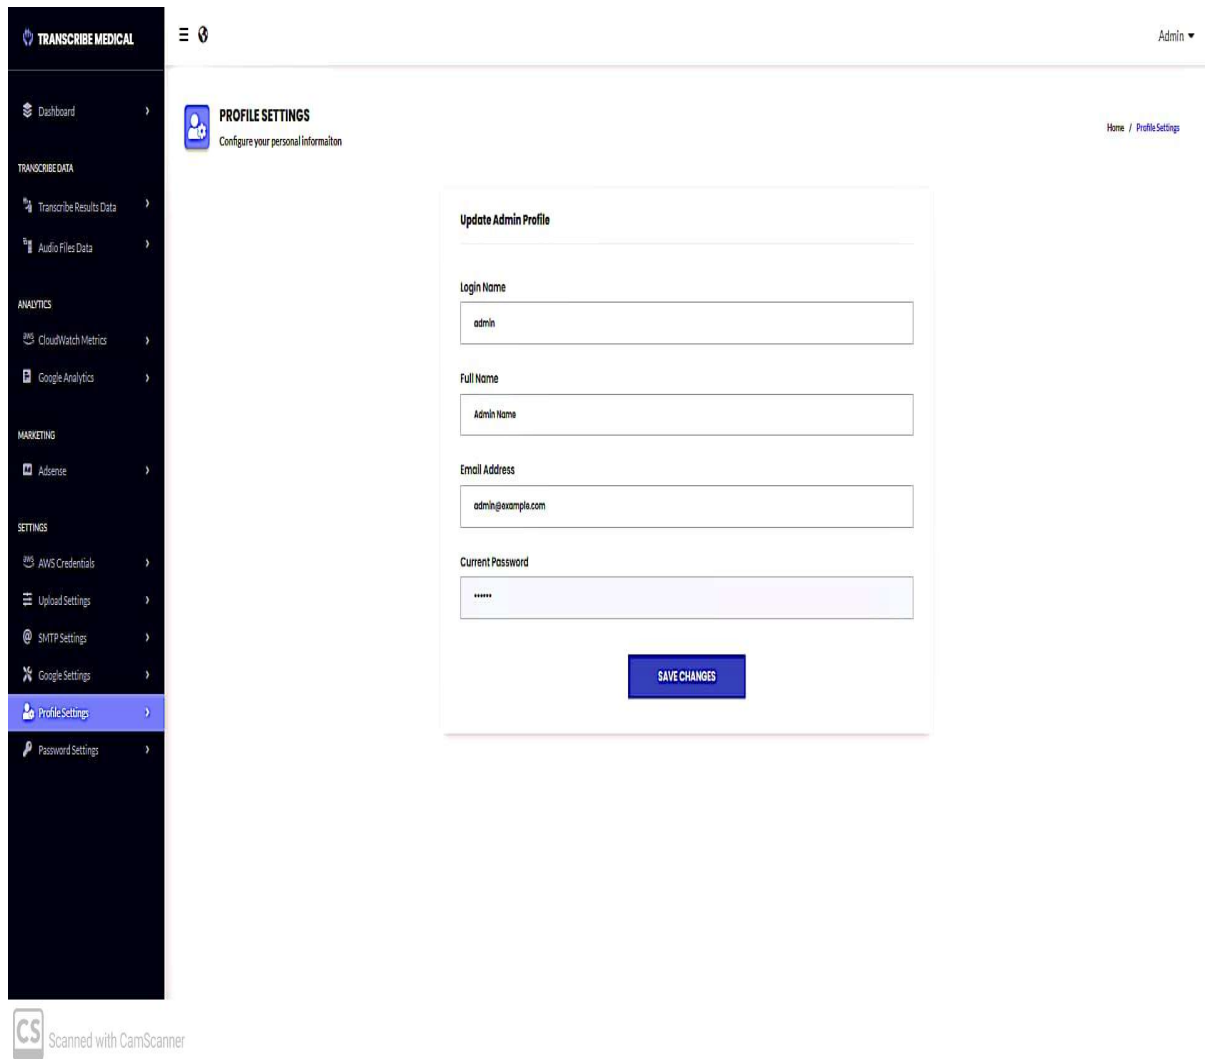 TRANSCRIBE MEDICAL
Admin
Dashboard
TRANSCRIBE DATA
Transcribe Results Data
Audio Files Data
ANALYTICS
aws CloudWatch Metrics
Google Analytics
MARKETING
Adsense
SETTINGS
aws AWS Credentials
Upload Settings
@ SMTP Settings
Google Settings
Profile Settings
Password Settings
PROFILE SETTINGS
Configure your personal informaiton
Home / Profile Settings
Update Admin Profile
Login Name
admin
Full Name
Admin Name
Email Address
admin@example.com
Current Password
••••••
SAVE CHANGES
CS Scanned with CamScanner